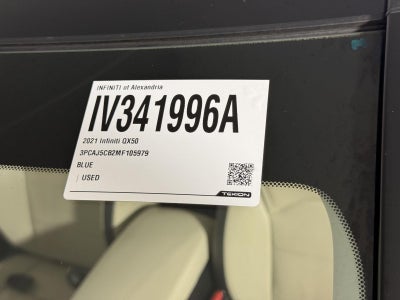 INFINITI of Alexandria
IV341996A
2021 Infiniti QX50
3PCAJ5CB2MF105979
BLUE
USED
TEKION